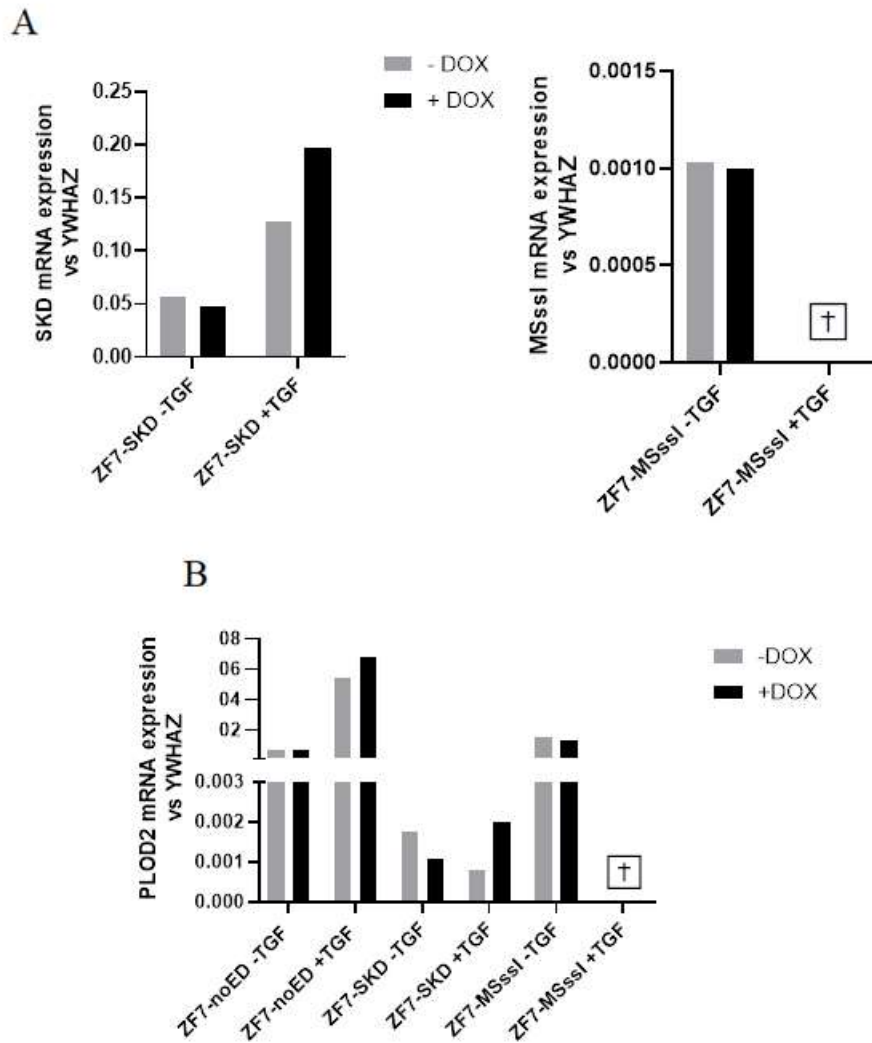 A
- DOX
+ DOX
SKD mRNA expression
vs YWHAZ
0.25
0.20
0.15
0.10
0.05
0.00
ZF7-SKD -TGF
ZF7-SKD +TGF
MSssI mRNA expression
vs YWHAZ
0.0015
0.0010
0.0005
0.0000
†
ZF7-MSssI -TGF
ZF7-MSssI +TGF
B
-DOX
+DOX
PLOD2 mRNA expression
vs YWHAZ
08
06
04
02
0.003
0.002
0.001
0.000
†
ZF7-noED -TGF
ZF7-noED +TGF
ZF7-SKD -TGF
ZF7-SKD +TGF
ZF7-MSssI -TGF
ZF7-MSssI +TGF